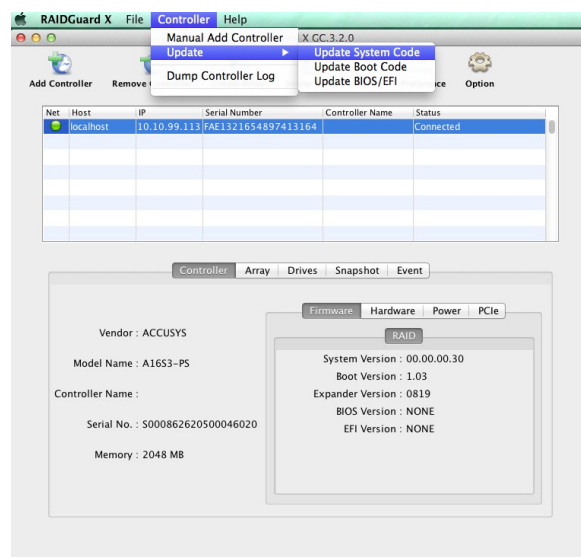 RAIDGuard X File Controller Help
X GC.3.2.0
Manual Add Controller
Update
Dump Controller Log
Update System Code
Update Boot Code
Update BIOS/EFI
Add Controller Remove Option
Net Host IP Serial Number Controller Name Status
localhost 10.10.99.113 FAE1321654897413164 Connected
Controller Array Drives Snapshot Event
Firmware Hardware Power PCIe
RAID
Vendor : ACCUSYS
Model Name : A16S3-PS
Controller Name :
Serial No. : S000862620500046020
Memory : 2048 MB
System Version : 00.00.00.30
Boot Version : 1.03
Expander Version : 0819
BIOS Version : NONE
EFI Version : NONE